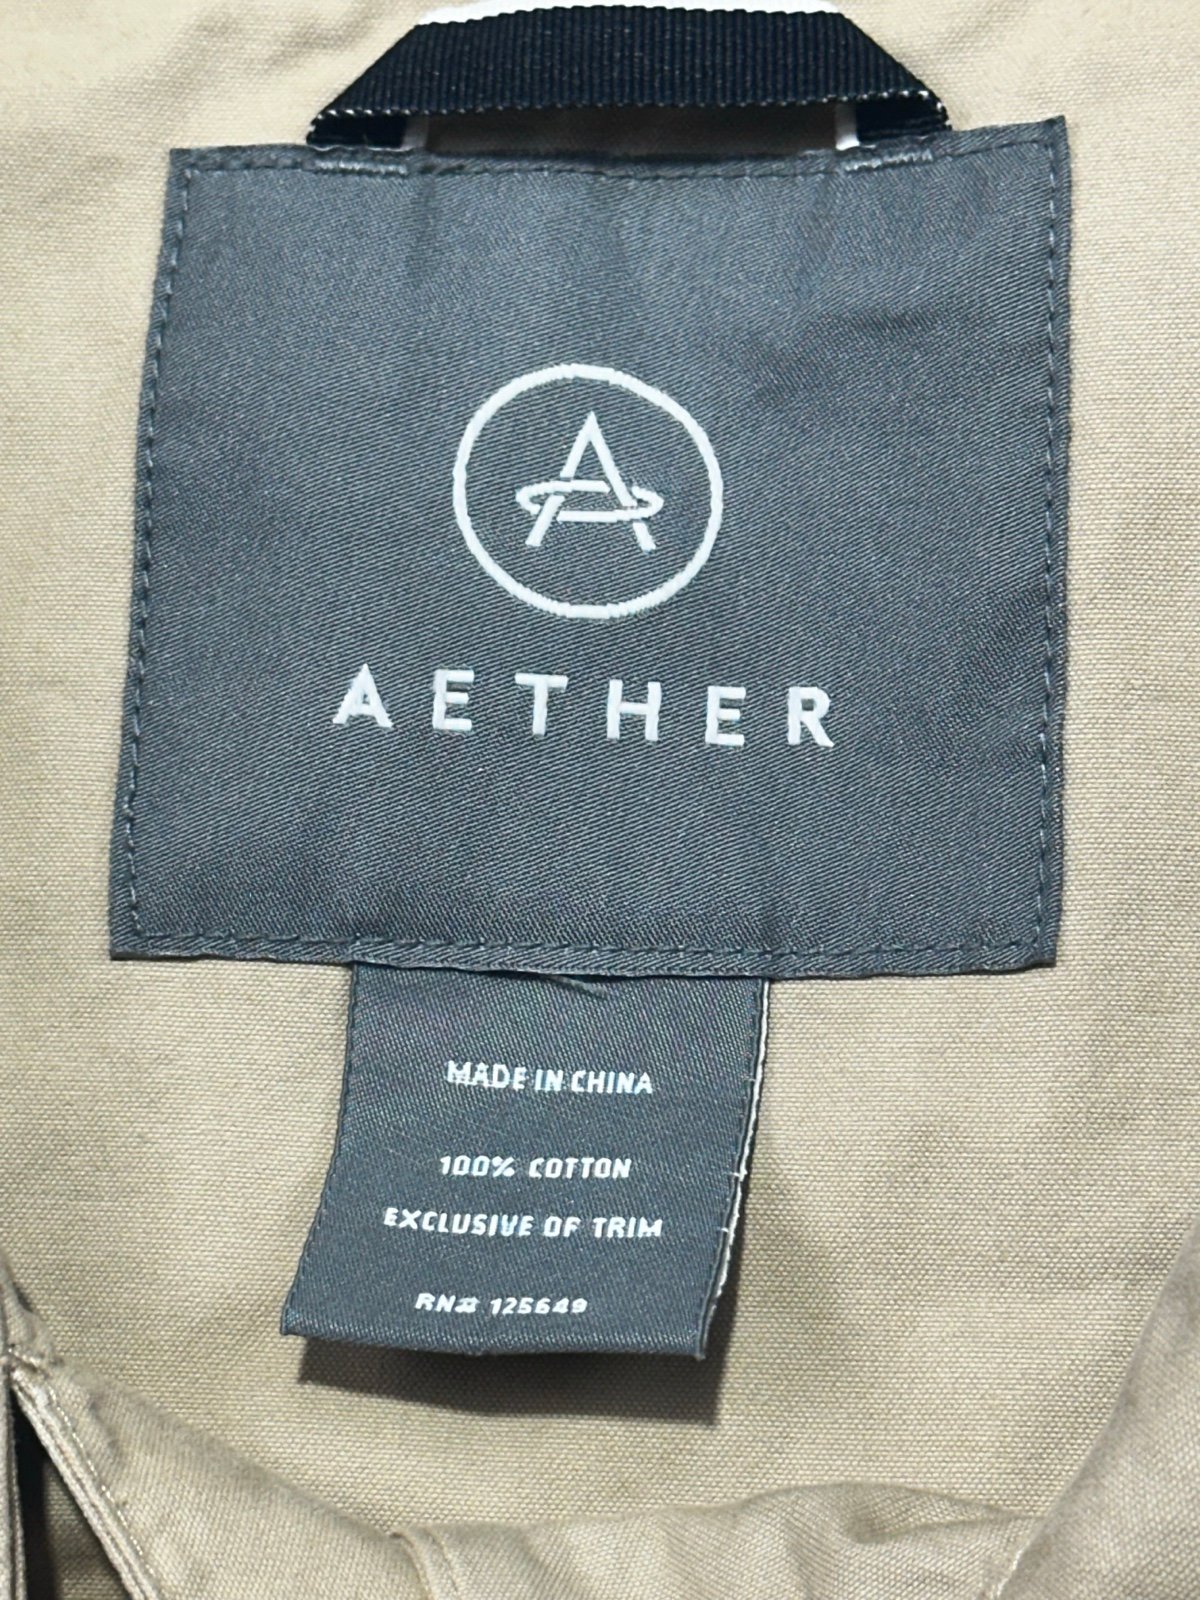 AETHER
MADE IN CHINA
100% COTTON
EXCLUSIVE OF TRIM
RN# 125649